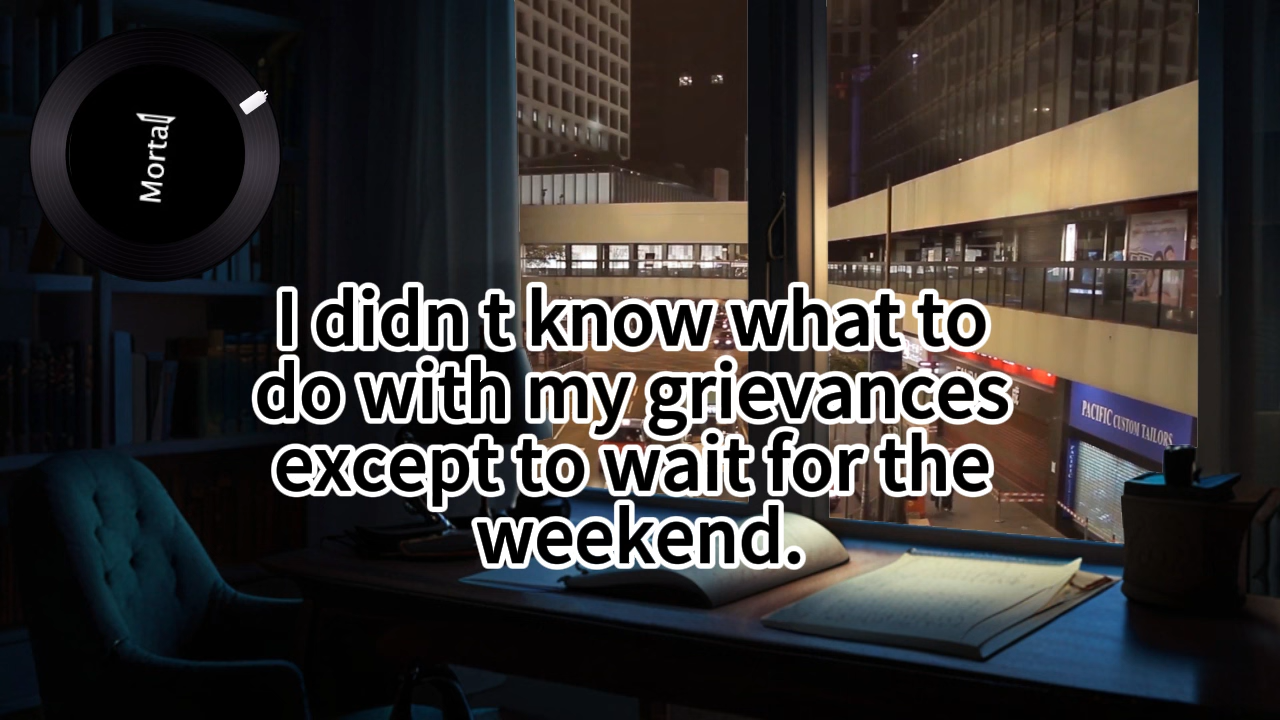 Mortal
I didn t know what to
do with my grievances
except to wait for the
weekend.
PACIFIC CUSTOM TAILORS